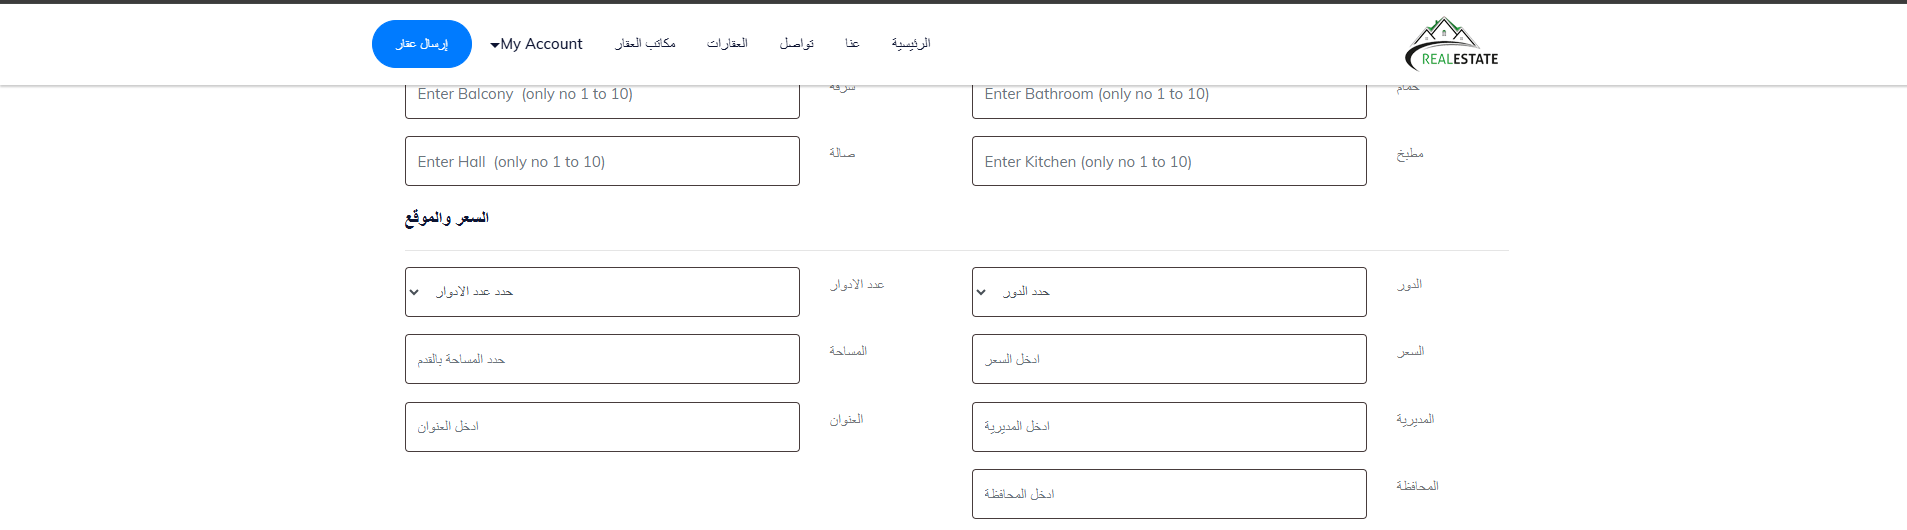 REALESTATE
الرئيسية
عنا
تواصل
العقارات
مكاتب العقار
My Account
إرسال عقار
حمام
Enter Bathroom (only no 1 to 10)
شرفة
Enter Balcony (only no 1 to 10)
مطبخ
Enter Kitchen (only no 1 to 10)
صالة
Enter Hall (only no 1 to 10)
السعر والموقع
الدور
حدد الدور
عدد الادوار
حدد عدد الادوار
السعر
ادخل السعر
المساحة
حدد المساحة بالقدم
المديرية
ادخل المديرية
العنوان
ادخل العنوان
المحافظة
ادخل المحافظة